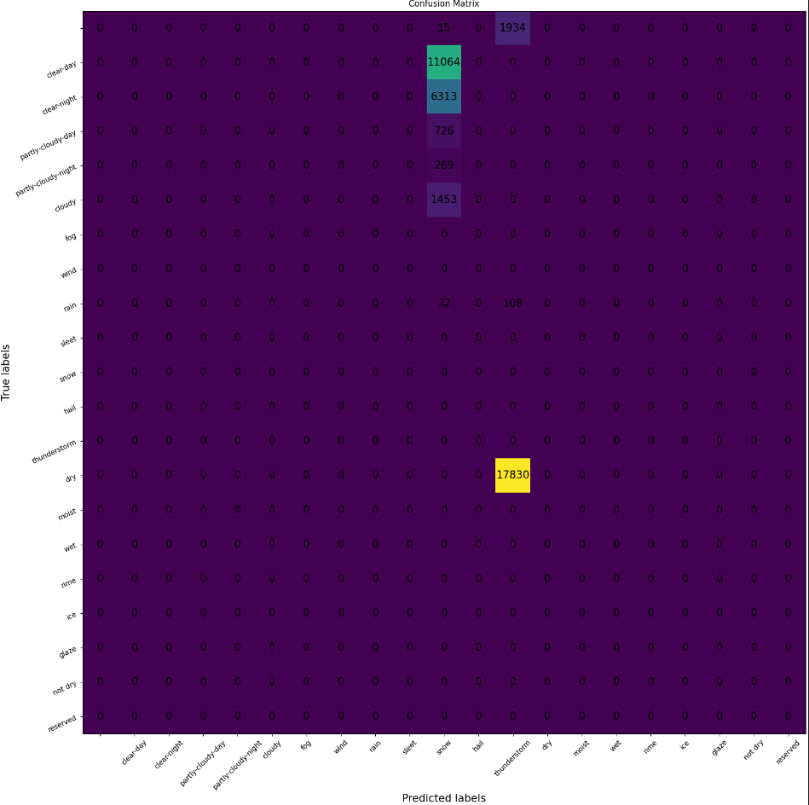 Confusion Matrix
0 0 0 0 0 0 0 0 0 0 15 0 1934 0 0 0 0 0 0 0 0
clear-day 0 0 0 0 0 0 0 0 0 0 11064 0 0 0 0 0 0 0 0 0 0
clear-night 0 0 0 0 0 0 0 0 0 0 6313 0 0 0 0 0 0 0 0 0 0
partly-cloudy-day 0 0 0 0 0 0 0 0 0 0 726 0 0 0 0 0 0 0 0 0 0
partly-cloudy-night 0 0 0 0 0 0 0 0 0 0 269 0 0 0 0 0 0 0 0 0 0
cloudy 0 0 0 0 0 0 0 0 0 0 1453 0 0 0 0 0 0 0 0 0 0
fog 0 0 0 0 0 0 0 0 0 0 0 0 0 0 0 0 0 0 0 0 0
wind 0 0 0 0 0 0 0 0 0 0 0 0 0 0 0 0 0 0 0 0 0
rain 0 0 0 0 0 0 0 0 0 0 32 0 108 0 0 0 0 0 0 0 0
sleet 0 0 0 0 0 0 0 0 0 0 0 0 0 0 0 0 0 0 0 0 0
snow 0 0 0 0 0 0 0 0 0 0 0 0 0 0 0 0 0 0 0 0 0
hail 0 0 0 0 0 0 0 0 0 0 0 0 0 0 0 0 0 0 0 0 0
thunderstorm 0 0 0 0 0 0 0 0 0 0 0 0 0 0 0 0 0 0 0 0 0
dry 0 0 0 0 0 0 0 0 0 0 0 0 17830 0 0 0 0 0 0 0 0
moist 0 0 0 0 0 0 0 0 0 0 0 0 0 0 0 0 0 0 0 0 0
wet 0 0 0 0 0 0 0 0 0 0 0 0 0 0 0 0 0 0 0 0 0
rime 0 0 0 0 0 0 0 0 0 0 0 0 0 0 0 0 0 0 0 0 0
ice 0 0 0 0 0 0 0 0 0 0 0 0 0 0 0 0 0 0 0 0 0
glaze 0 0 0 0 0 0 0 0 0 0 0 0 0 0 0 0 0 0 0 0 0
not dry 0 0 0 0 0 0 0 0 0 0 0 0 0 0 0 0 0 0 0 0 0
reserved 0 0 0 0 0 0 0 0 0 0 0 0 0 0 0 0 0 0 0 0 0
True labels
clear-day clear-night partly-cloudy-day partly-cloudy-night cloudy fog wind rain sleet snow hail thunderstorm dry moist wet rime ice glaze not dry reserved
Predicted labels